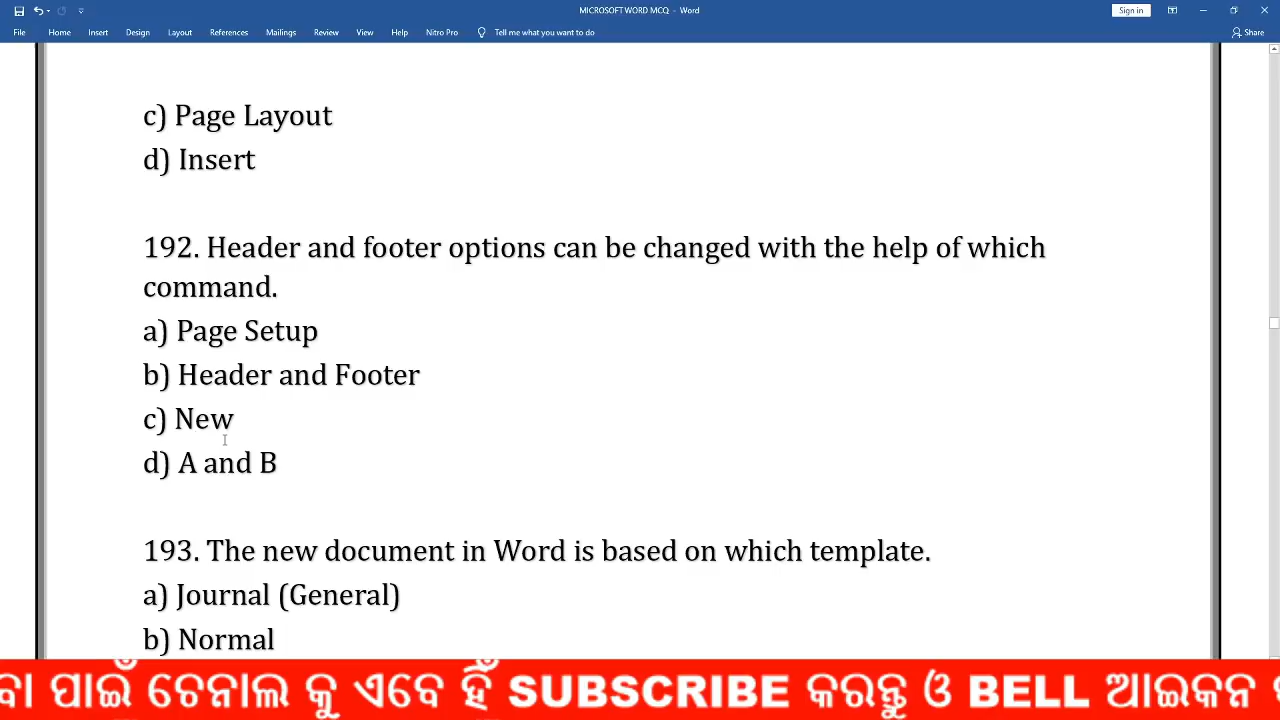 MICROSOFT WORD MCQ - Word
Sign in
File Home Insert Design Layout References Mailings Review View Help Nitro Pro Tell me what you want to do Share
c) Page Layout
d) Insert
192. Header and footer options can be changed with the help of which
command.
a) Page Setup
b) Header and Footer
c) New
d) A and B
193. The new document in Word is based on which template.
a) Journal (General)
b) Normal
ପାଇଁ ଚେନାଲ କୁ ଏବେ ହିଁ SUBSCRIBE କରନ୍ତୁ ଓ BELL ଆଇକନ